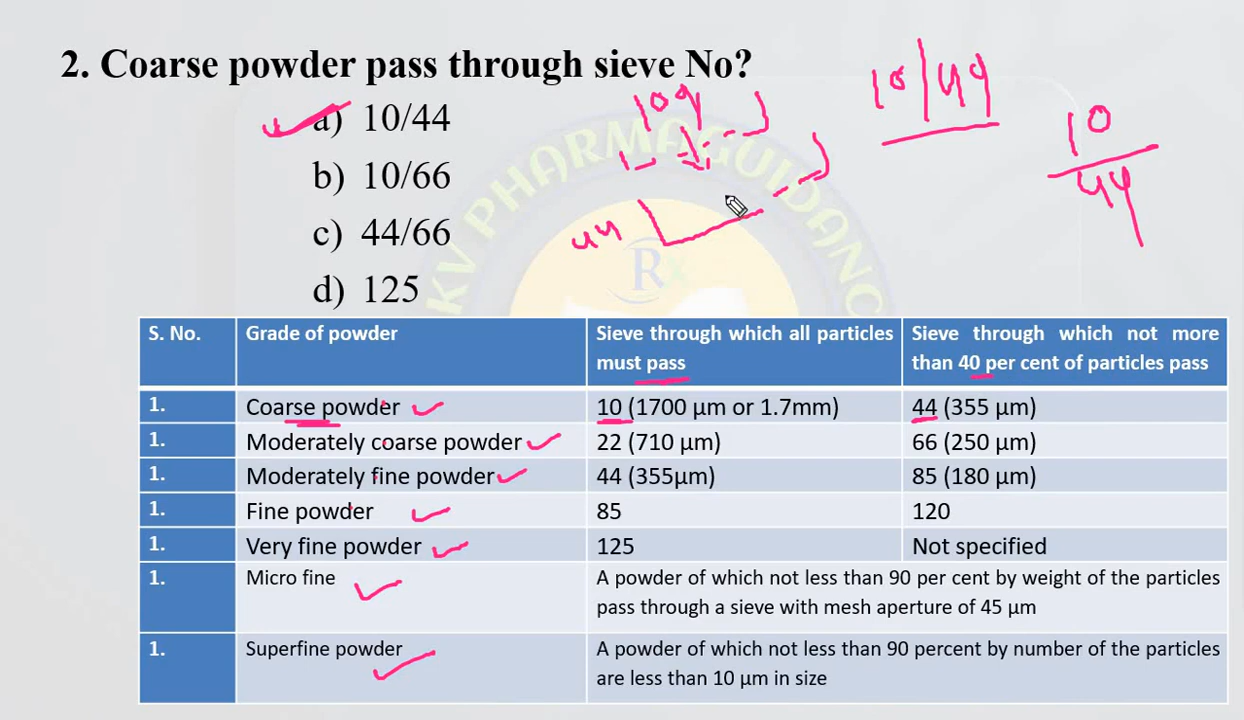 2. Coarse powder pass through sieve No?
a) 10/44
b) 10/66
c) 44/66
d) 125
109
10/44
10
44
44
KV PHARMAGUIDANC
Rx
S. No. Grade of powder Sieve through which all particles must pass Sieve through which not more than 40 per cent of particles pass
1. Coarse powder 10 (1700 µm or 1.7mm) 44 (355 µm)
1. Moderately coarse powder 22 (710 µm) 66 (250 µm)
1. Moderately fine powder 44 (355µm) 85 (180 µm)
1. Fine powder 85 120
1. Very fine powder 125 Not specified
1. Micro fine A powder of which not less than 90 per cent by weight of the particles
pass through a sieve with mesh aperture of 45 µm
1. Superfine powder A powder of which not less than 90 percent by number of the particles
are less than 10 µm in size